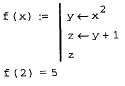 f(x) := | y ← x²
| z ← y + 1
| z
f(2) = 5